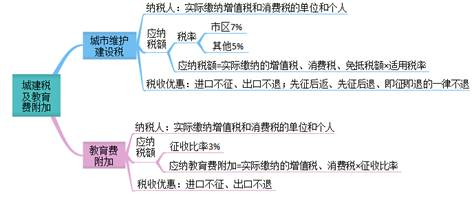 城建税
及教育
费附加
城市维护
建设税
纳税人：实际缴纳增值税和消费税的单位和个人
应纳
税额
税率
市区7%
其他5%
应纳税额=实际缴纳的增值税、消费税、免抵税额×适用税率
税收优惠：进口不征、出口不退；先征后返、先征后退、即征即退的一律不退
教育费
附加
纳税人：实际缴纳增值税和消费税的单位和个人
应纳
税额
征收比率3%
应纳教育费附加=实际缴纳的增值税、消费税×征收比率
税收优惠：进口不征、出口不退